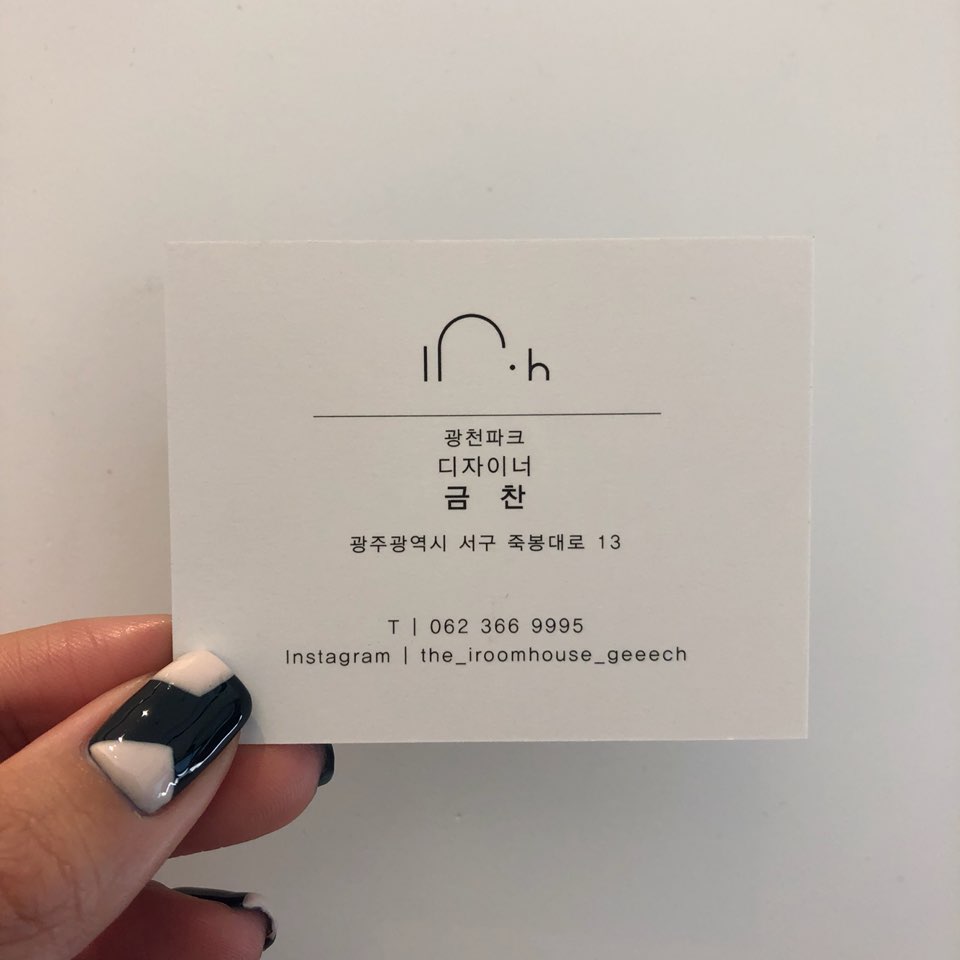 Ir·h
광천파크
디자이너
금 찬
광주광역시 서구 죽봉대로 13
T | 062 366 9995
Instagram | the_iroomhouse_geeech